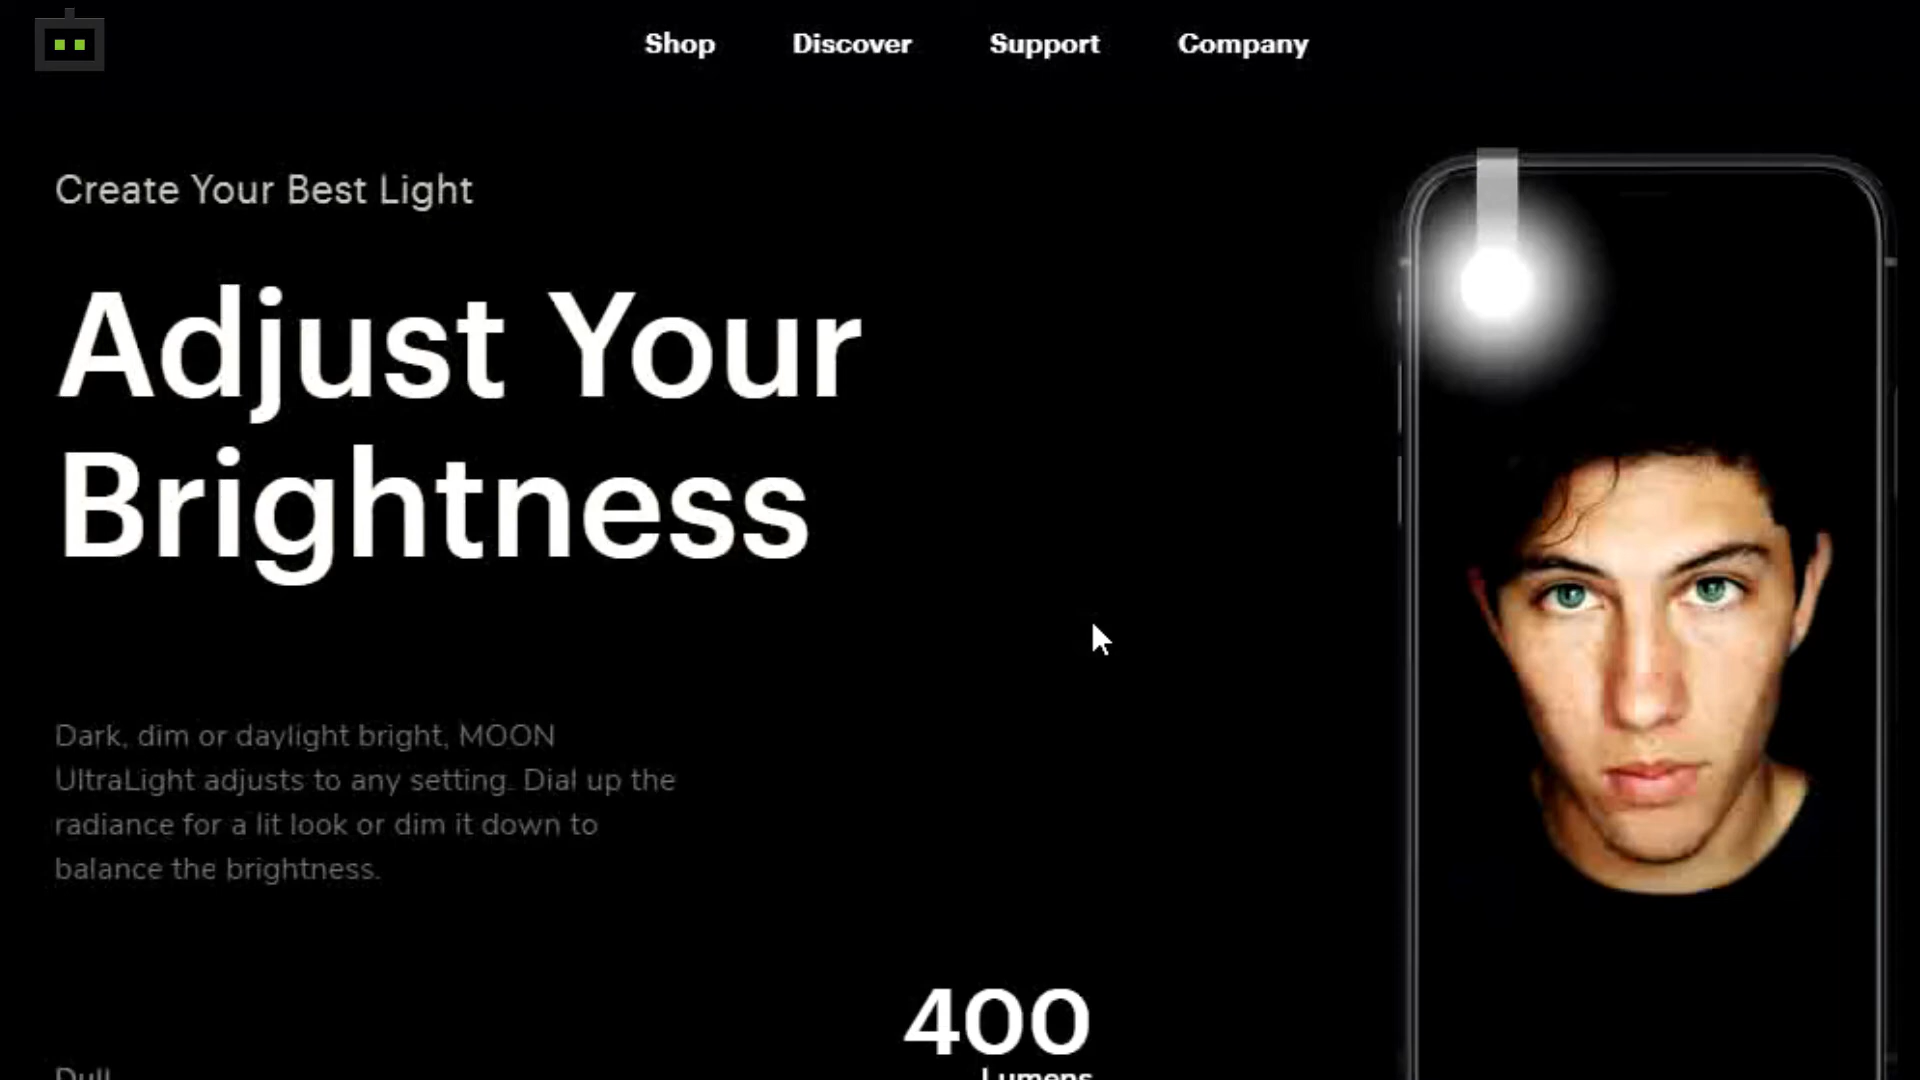 Shop Discover Support Company
Create Your Best Light
Adjust Your
Brightness
Dark, dim or daylight bright, MOON
UltraLight adjusts to any setting. Dial up the
radiance for a lit look or dim it down to
balance the brightness.
400
Lumens
Dull